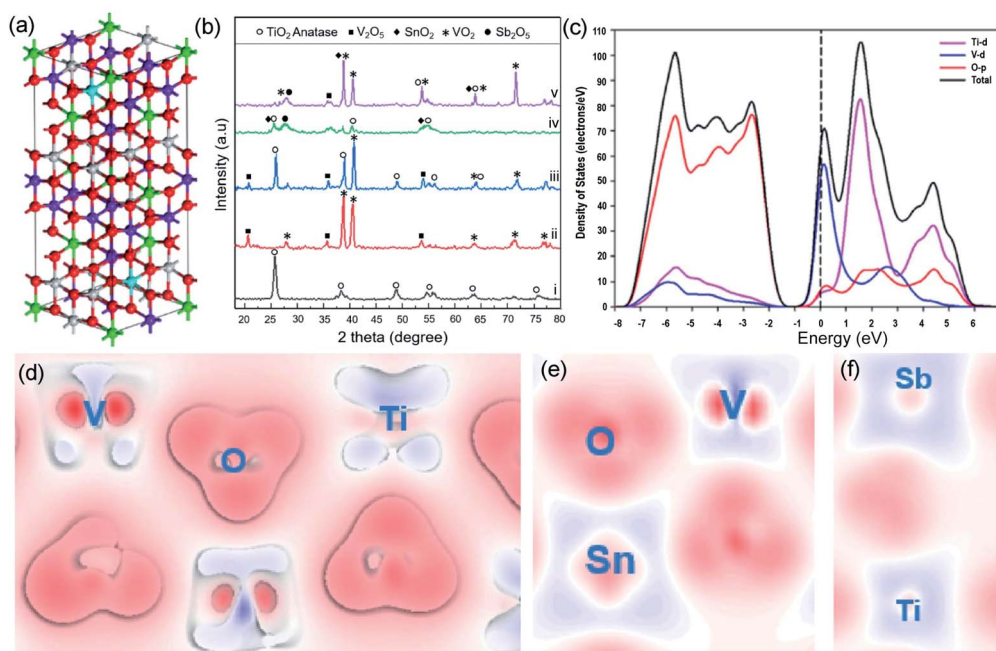 (a)
(b)
○ TiO₂ Anatase ■ V₂O₅ ◆ SnO₂ ∗ VO₂ ● Sb₂O₅
Intensity (a.u)
v
iv
iii
ii
i
20 25 30 35 40 45 50 55 60 65 70 75 80
2 theta (degree)
(c)
110
100
90
80
70
60
50
40
30
20
10
0
Density of States (electrons/eV)
Ti-d
V-d
O-p
Total
-8 -7 -6 -5 -4 -3 -2 -1 0 1 2 3 4 5 6
Energy (eV)
(d)
V
O
Ti
(e)
O
V
Sn
(f)
Sb
Ti